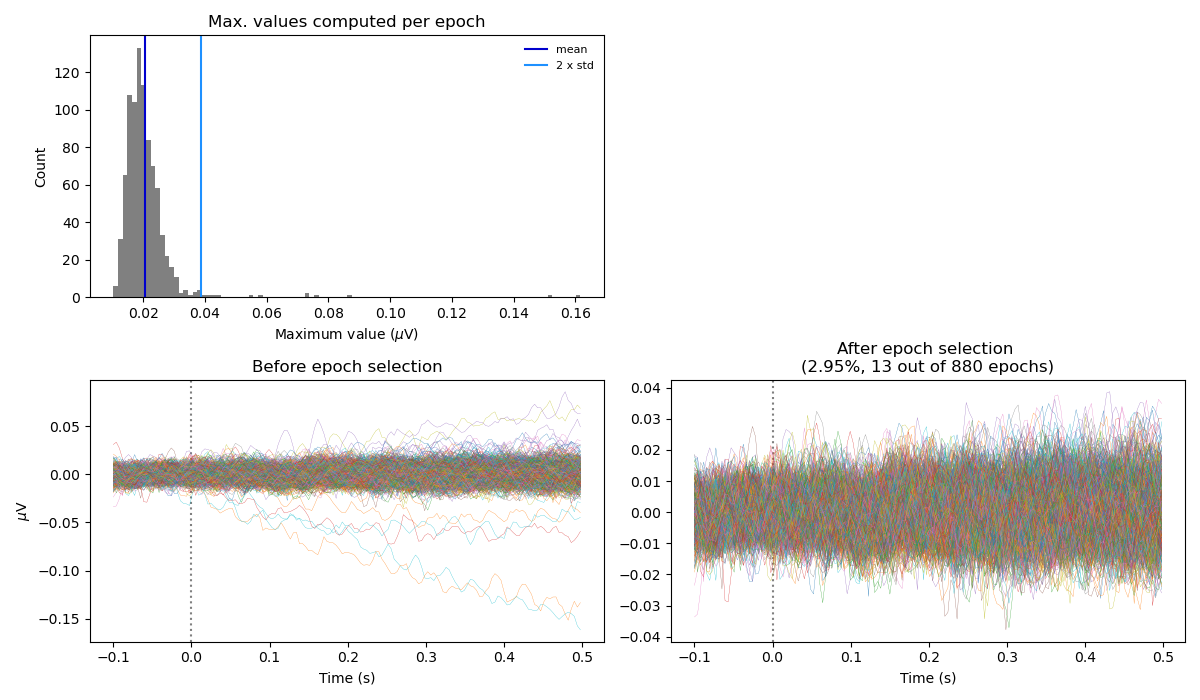 Max. values computed per epoch
mean
2 x std
120
100
80
60
40
20
0
Count
0.02 0.04 0.06 0.08 0.10 0.12 0.14 0.16
Maximum value (μV)
Before epoch selection
0.05
0.00
−0.05
−0.10
−0.15
μV
−0.1 0.0 0.1 0.2 0.3 0.4 0.5
Time (s)
After epoch selection
(2.95%, 13 out of 880 epochs)
0.04
0.03
0.02
0.01
0.00
−0.01
−0.02
−0.03
−0.04
−0.1 0.0 0.1 0.2 0.3 0.4 0.5
Time (s)